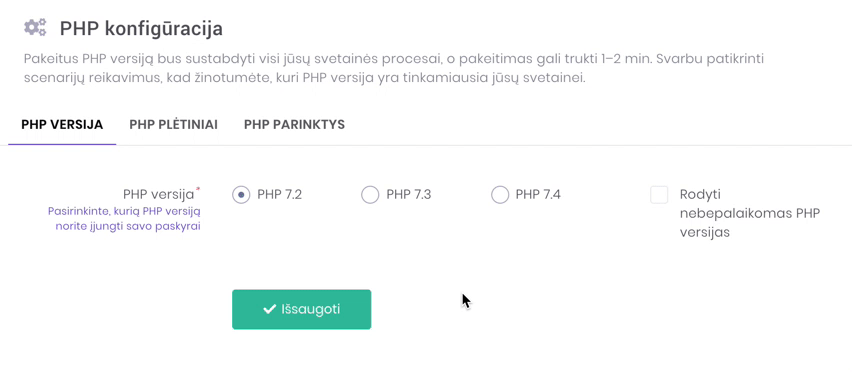 PHP konfigūracija
Pakeitus PHP versiją bus sustabdyti visi jūsų svetainės procesai, o pakeitimas gali trukti 1–2 min. Svarbu patikrinti
scenarijų reikavimus, kad žinotumėte, kuri PHP versija yra tinkamiausia jūsų svetainei.
PHP VERSIJA PHP PLĖTINIAI PHP PARINKTYS
PHP versija* PHP 7.2 PHP 7.3 PHP 7.4 Rodyti
Pasirinkite, kurią PHP versiją nebepalaikomas PHP
norite įjungti savo paskyrai versijas
Išsaugoti